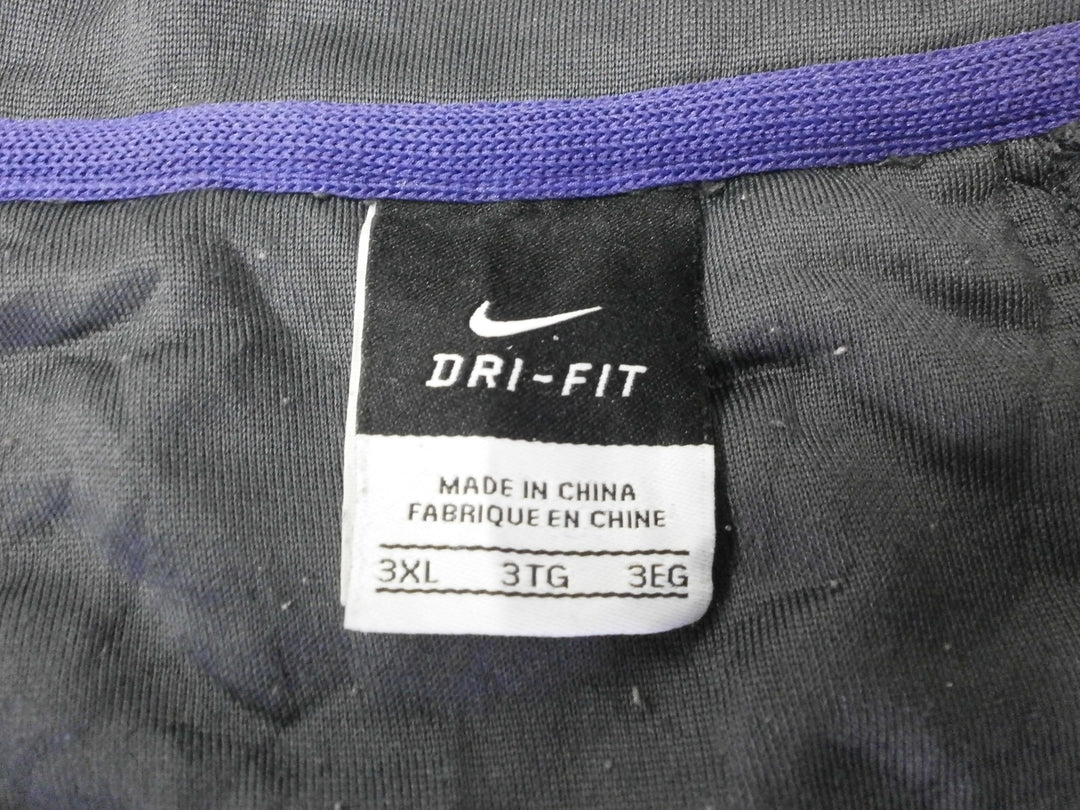 DRI-FIT
MADE IN CHINA
FABRIQUE EN CHINE
3XL 3TG 3EG